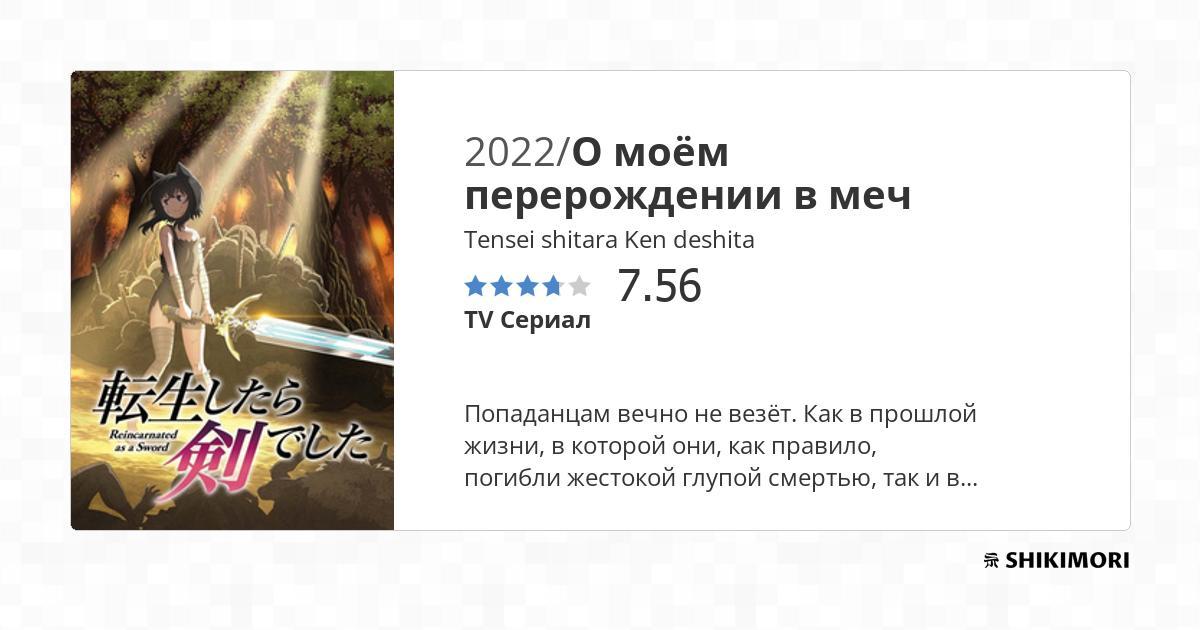 2022/О моём
перерождении в меч
Tensei shitara Ken deshita
7.56
TV Сериал
Попаданцам вечно не везёт. Как в прошлой
жизни, в которой они, как правило,
погибли жестокой глупой смертью, так и в...
転生したら
Reincarnated
as a Sword
剣でした
SHIKIMORI